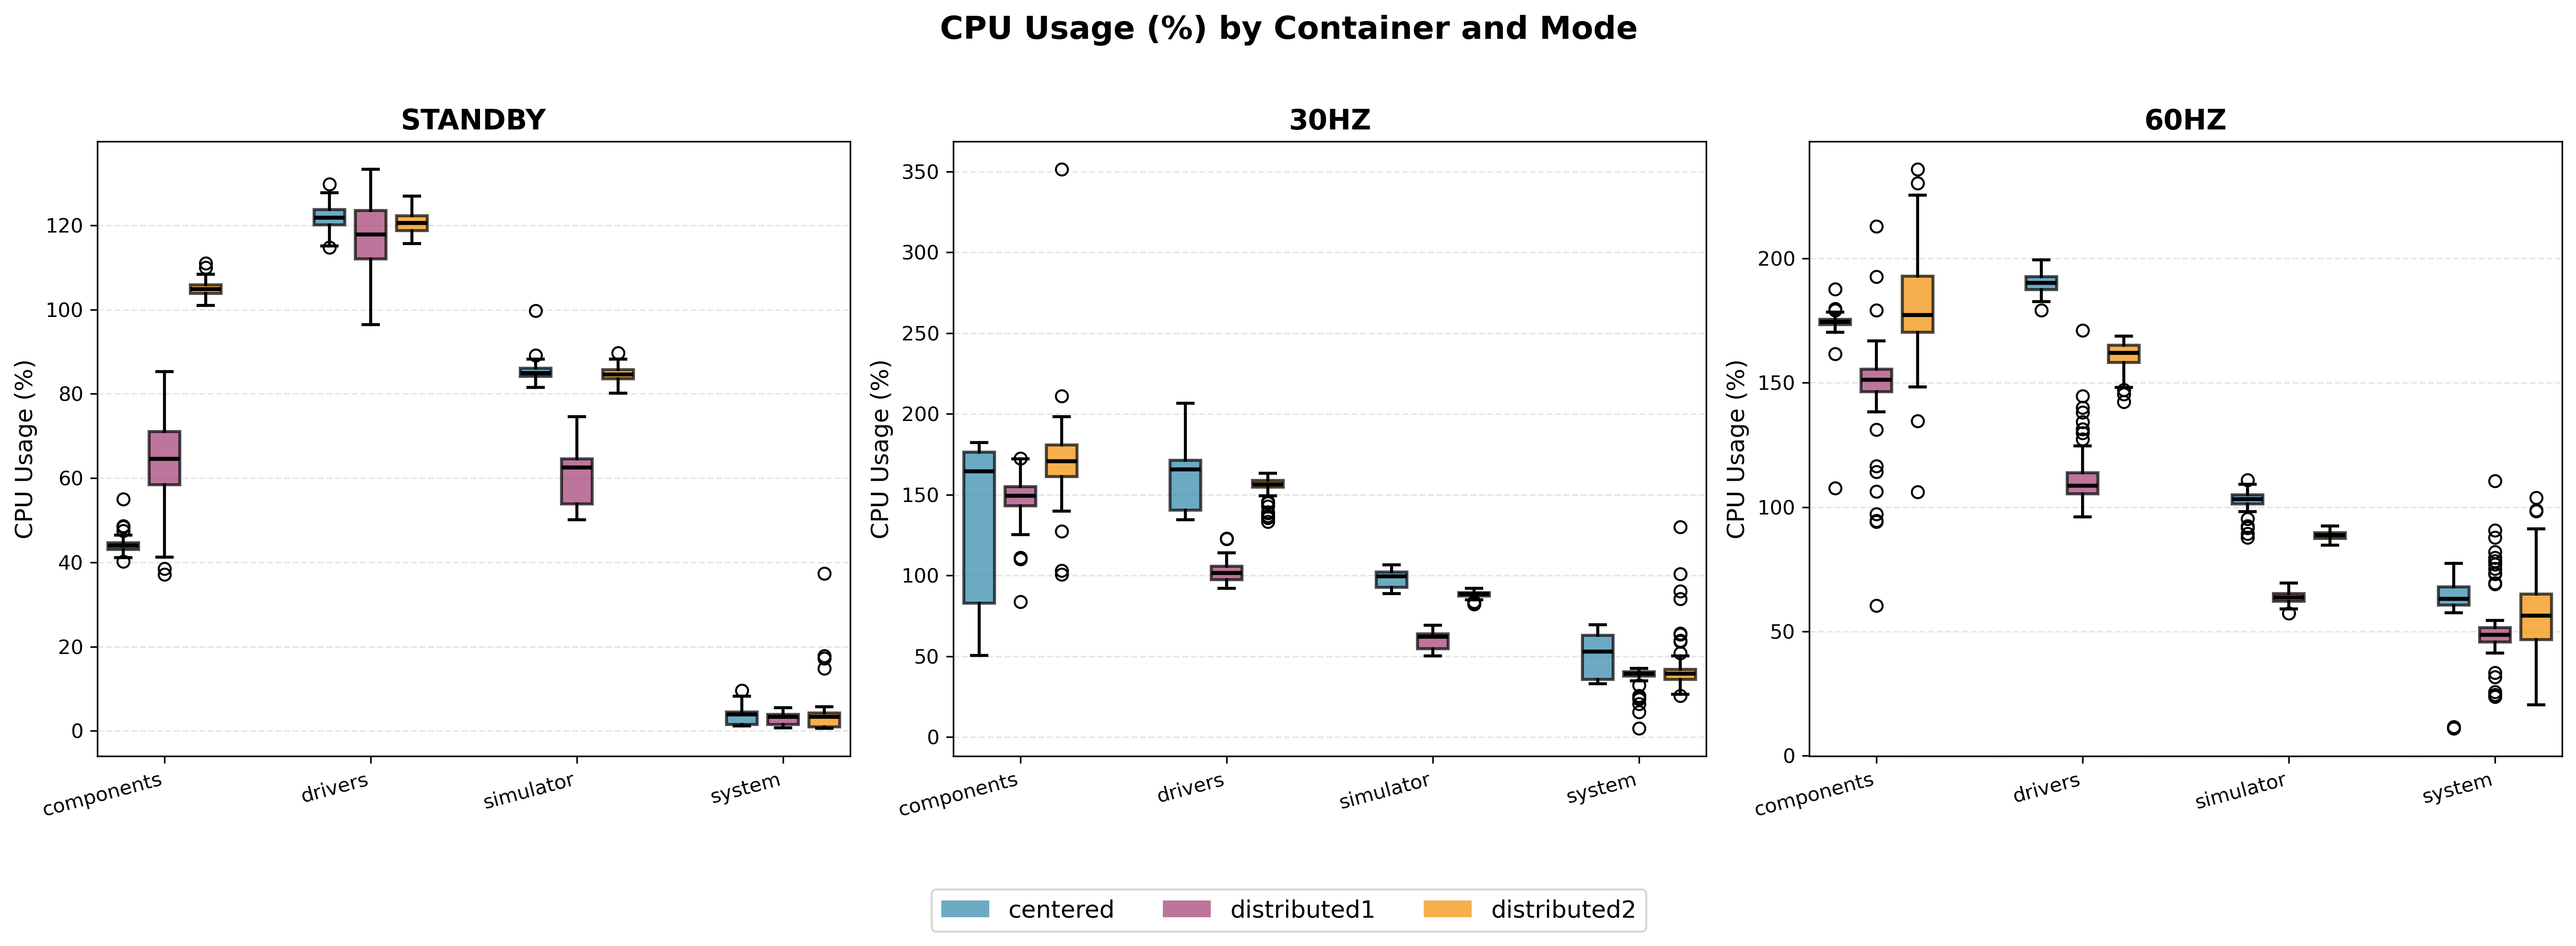 CPU Usage (%) by Container and Mode
STANDBY
CPU Usage (%)
120
100
80
60
40
20
0
components
drivers
simulator
system
30HZ
CPU Usage (%)
350
300
250
200
150
100
50
0
components
drivers
simulator
system
60HZ
CPU Usage (%)
200
150
100
50
0
components
drivers
simulator
system
centered
distributed1
distributed2